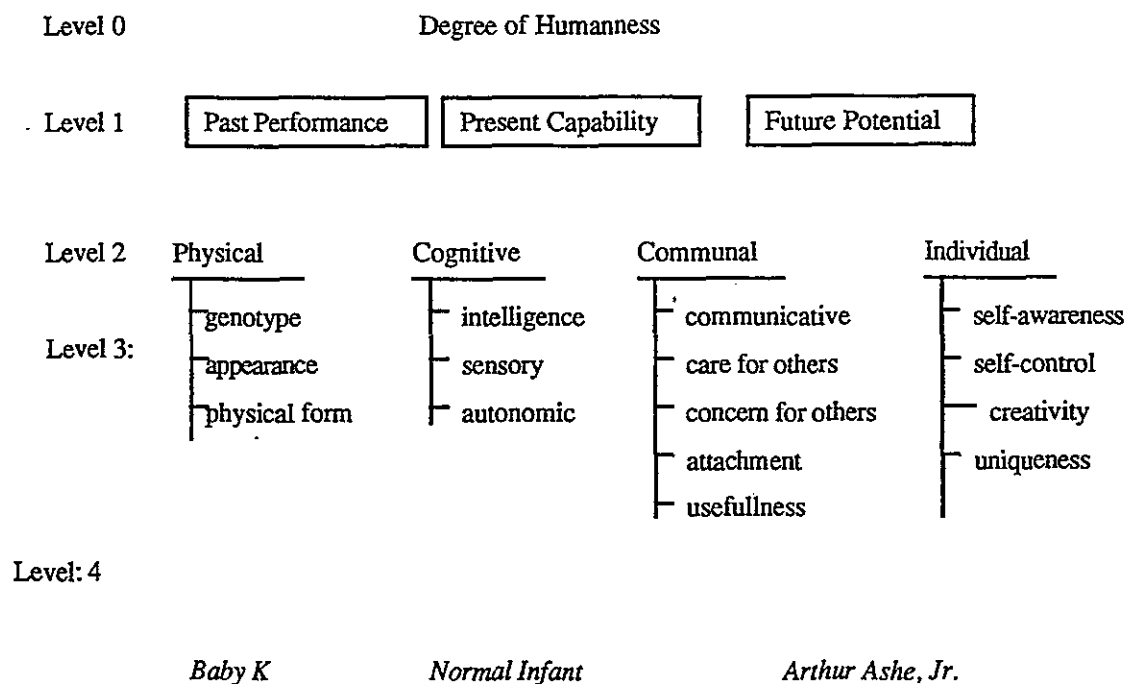 Level 0 Degree of Humanness
Level 1 Past Performance Present Capability Future Potential
Level 2 Physical Cognitive Communal Individual
genotype intelligence communicative self-awareness
Level 3: appearance sensory care for others self-control
physical form autonomic concern for others creativity
attachment uniqueness
usefullness
Level: 4
Baby K Normal Infant Arthur Ashe, Jr.